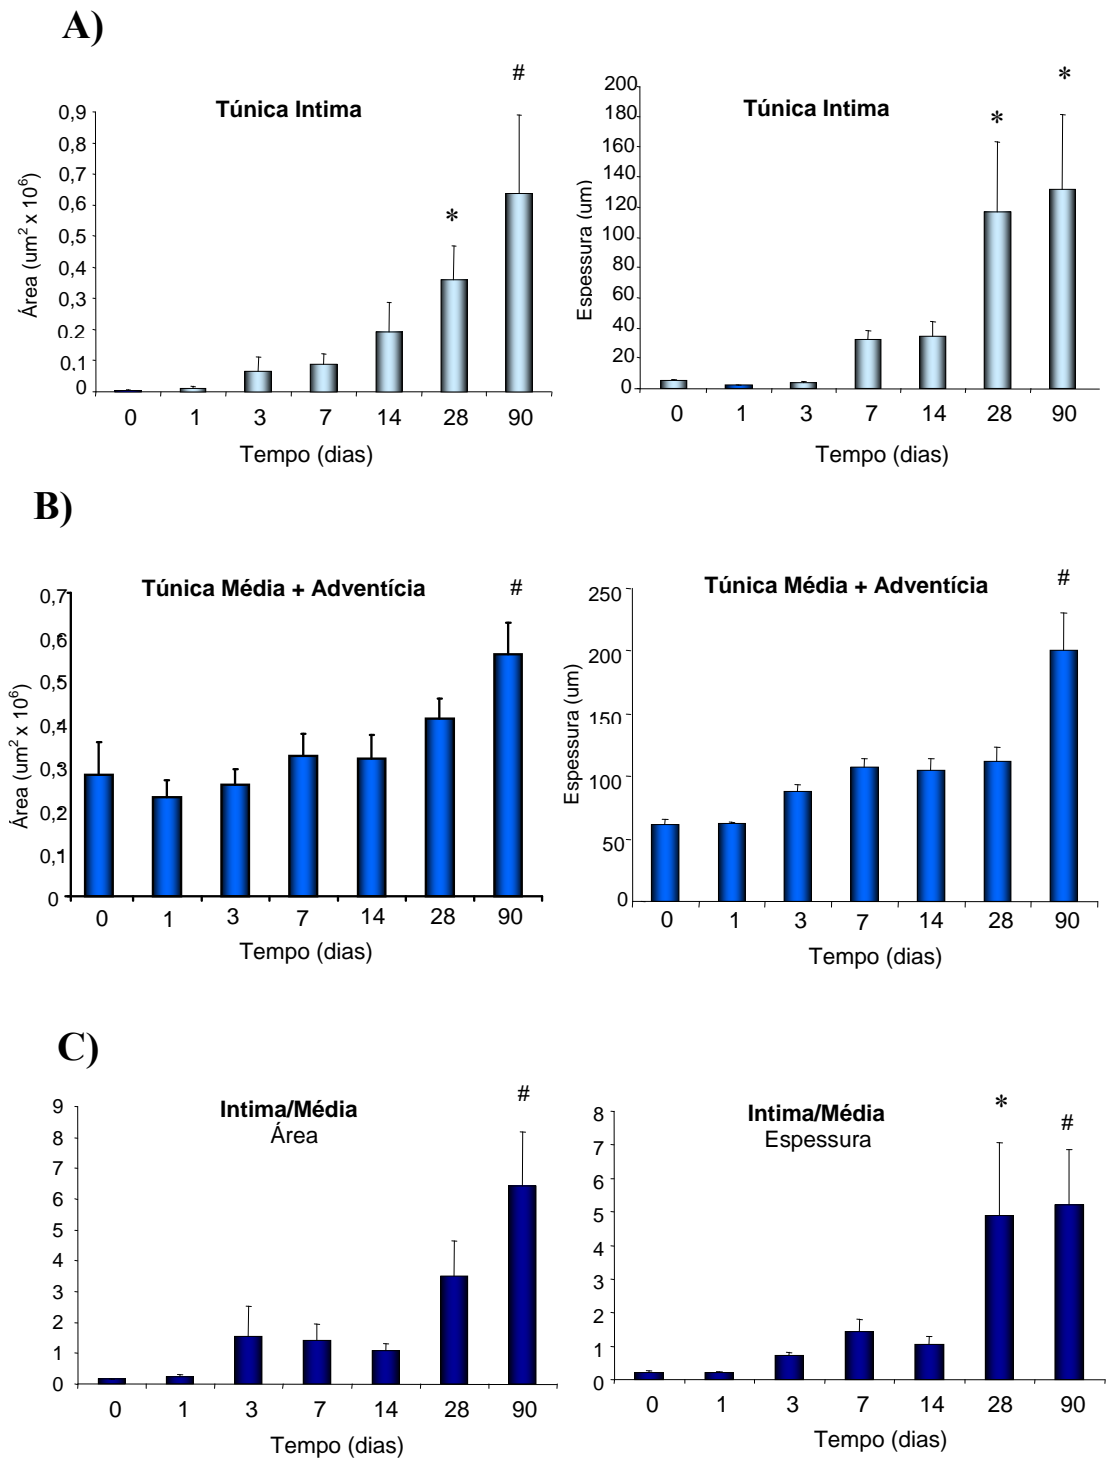 A)
#
Túnica Intima
*
0,9
0,8
0,7
0,6
0,5
0,4
0,3
0.2
0,1
0
Área (um² x 10⁶)
0 1 3 7 14 28 90
Tempo (dias)
*
*
Túnica Intima
200
180
160
140
120
100
80
60
40
20
0
Espessura (um)
0 1 3 7 14 28 90
Tempo (dias)
B)
Túnica Média + Adventícia
#
0,7
0,6
0,5
0,4
0,3
0,2
0,1
0
Área (um² x 10⁶)
0 1 3 7 14 28 90
Tempo (dias)
Túnica Média + Adventícia
#
250
200
150
100
50
0
Espessura (um)
0 1 3 7 14 28 90
Tempo (dias)
C)
Intima/Média
Área
#
9
8
7
6
5
4
3
2
1
0
0 1 3 7 14 28 90
Tempo (dias)
Intima/Média
Espessura
*
#
8
7
6
5
4
3
2
1
0
0 1 3 7 14 28 90
Tempo (dias)